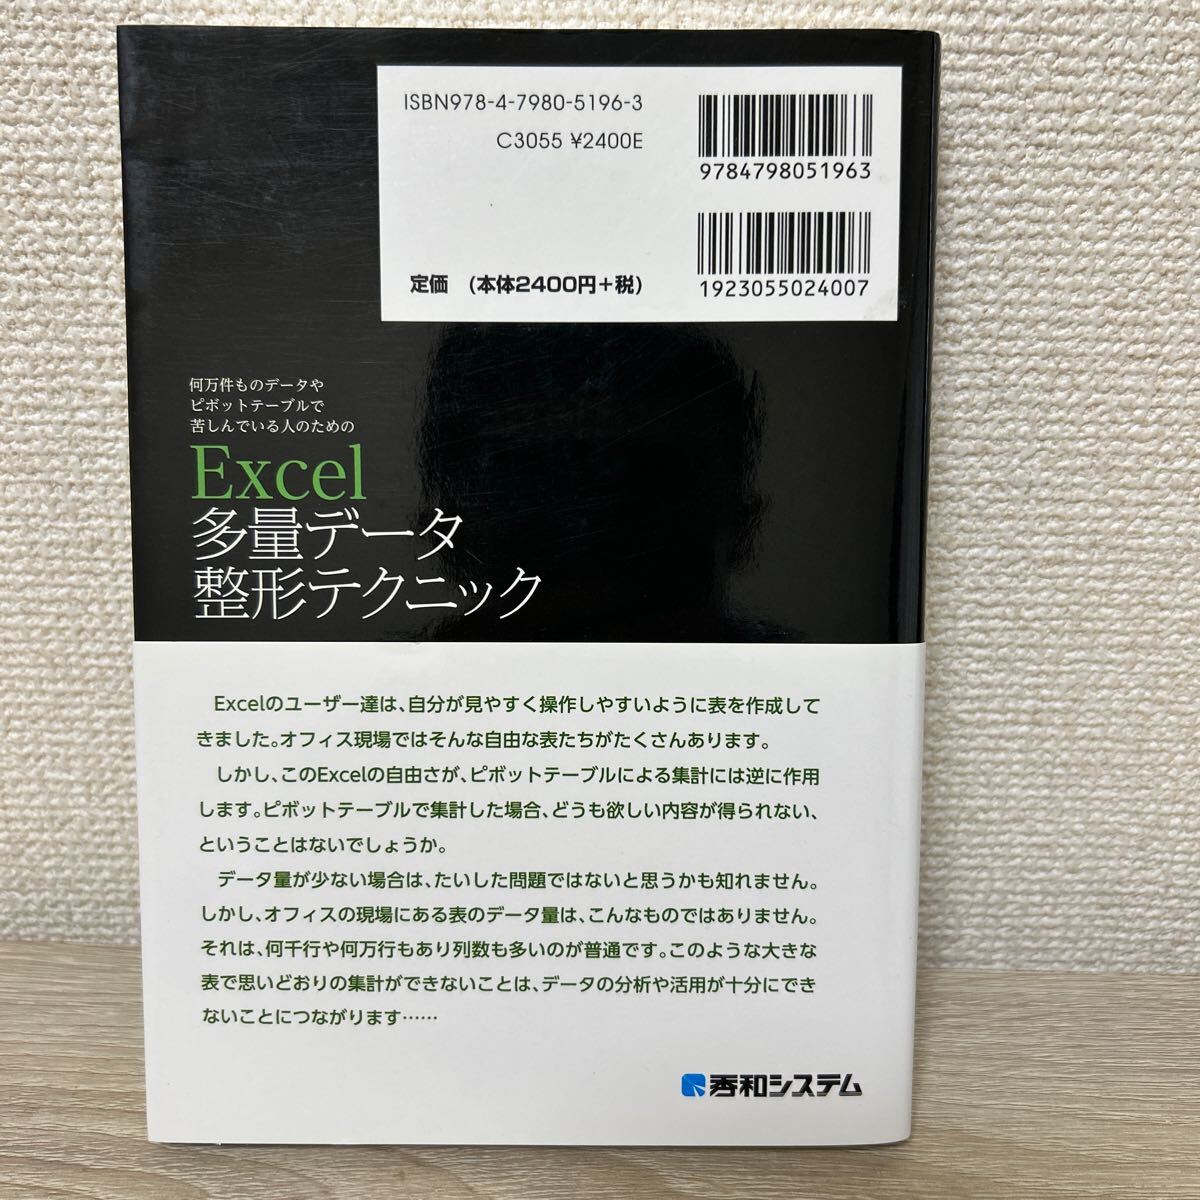 ISBN978-4-7980-5196-3
C3055 ¥2400E
9784798051963
定価 (本体2400円+税)
1923055024007
何万件ものデータや
ピボットテーブルで
苦しんでいる人のための
Excel
多量データ
整形テクニック
Excelのユーザー達は、自分が見やすく操作しやすいように表を作成して
きました。オフィス現場ではそんな自由な表たちがたくさんあります。
しかし、このExcelの自由さが、ピボットテーブルによる集計には逆に作用
します。ピボットテーブルで集計した場合、どうも欲しい内容が得られない、
ということはないでしょうか。
データ量が少ない場合は、たいした問題ではないと思うかも知れません。
しかし、オフィスの現場にある表のデータ量は、こんなものではありません。
それは、何千行や何万行もあり列数も多いのが普通です。このような大きな
表で思いどおりの集計ができないことは、データの分析や活用が十分にでき
ないことにつながります……
秀和システム